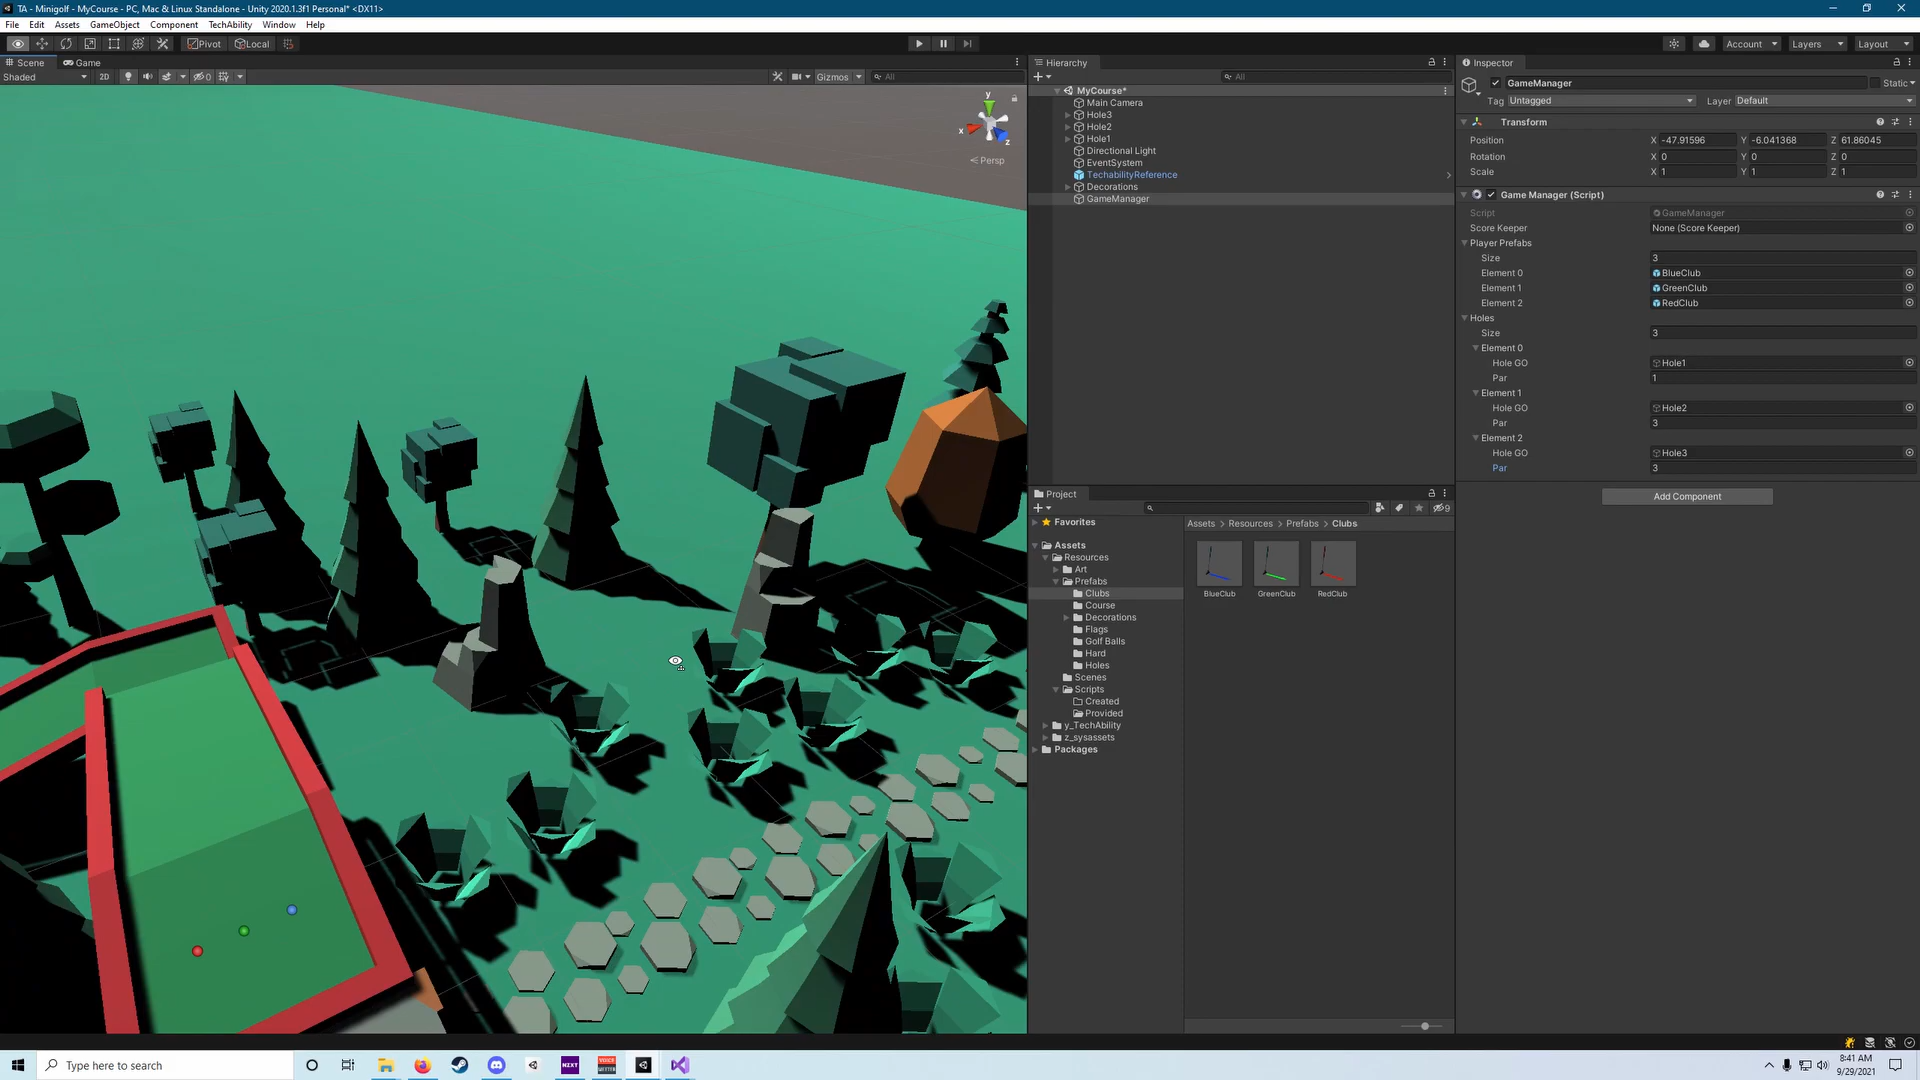 TA - Minigolf - MyCourse - PC, Mac & Linux Standalone - Unity 2020.1.3f1 Personal* <DX11>
File Edit Assets GameObject Component TechAbility Window Help
Pivot Local Account Layers Layout
Scene Game
Shaded 2D 0 Gizmos All
y
x
z
Persp
Hierarchy
All
MyCourse*
Main Camera
Hole3
Hole2
Hole1
Directional Light
EventSystem
TechabilityReference
Decorations
GameManager
Project
9
Favorites
Assets
Resources
Art
Prefabs
Clubs
Course
Decorations
Flags
Golf Balls
Hard
Holes
Scenes
Scripts
Created
Provided
y_TechAbility
z_sysassets
Packages
Assets > Resources > Prefabs > Clubs
BlueClub GreenClub RedClub
Inspector
GameManager Static
Tag Untagged Layer Default
Transform
Position X -47.91596 Y -6.041368 Z 61.86045
Rotation X 0 Y 0 Z 0
Scale X 1 Y 1 Z 1
Game Manager (Script)
Script GameManager
Score Keeper None (Score Keeper)
Player Prefabs
Size 3
Element 0 BlueClub
Element 1 GreenClub
Element 2 RedClub
Holes
Size 3
Element 0
Hole GO Hole1
Par 1
Element 1
Hole GO Hole2
Par 3
Element 2
Hole GO Hole3
Par 3
Add Component
Type here to search
NZXT
8:41 AM
9/29/2021